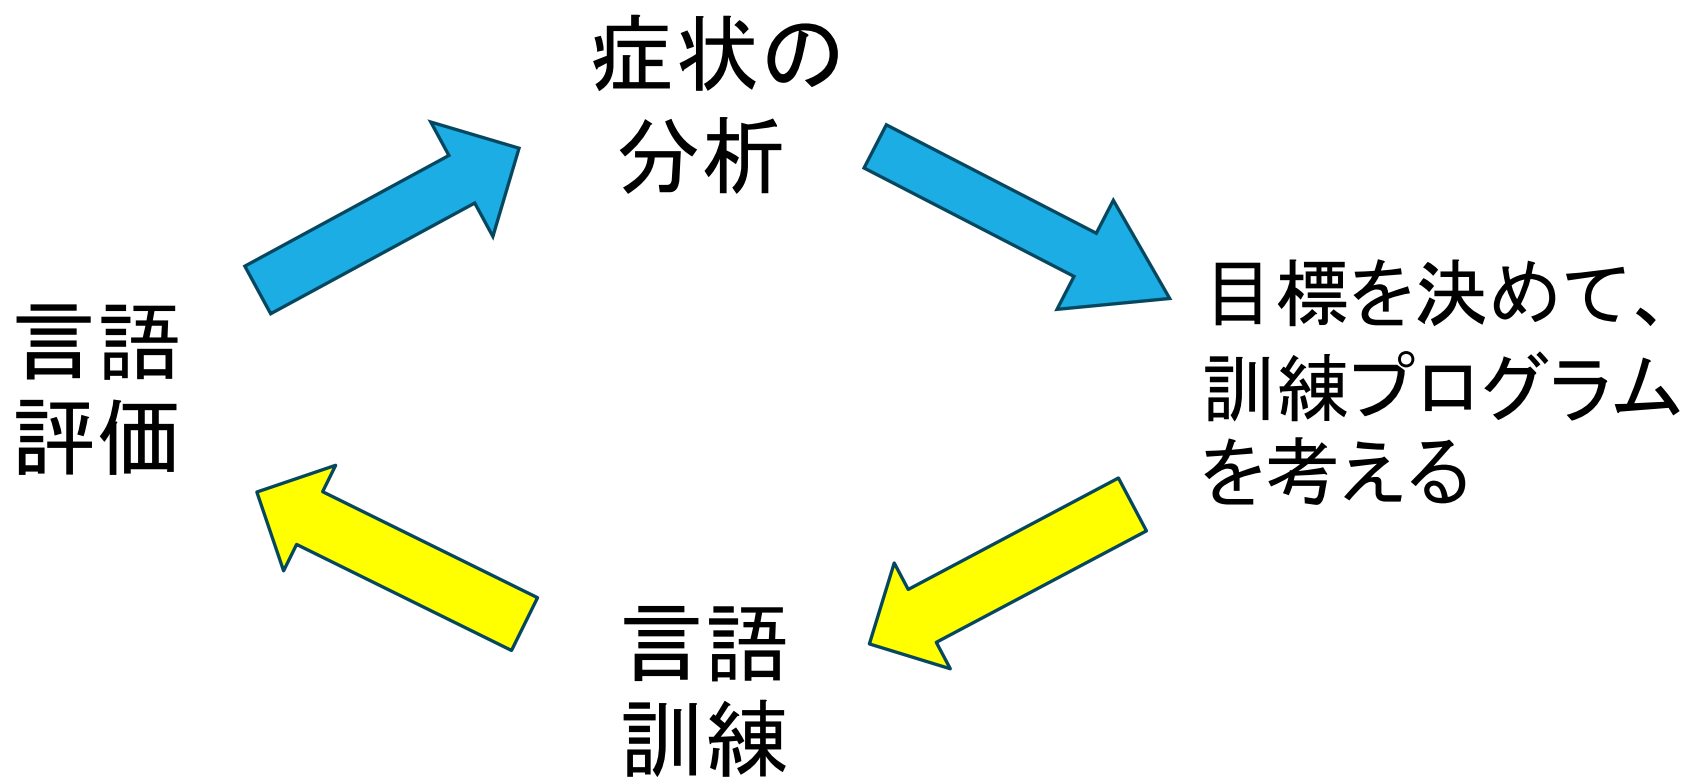 症状の
分析
目標を決めて、
訓練プログラム
を考える
言語
評価
言語
訓練